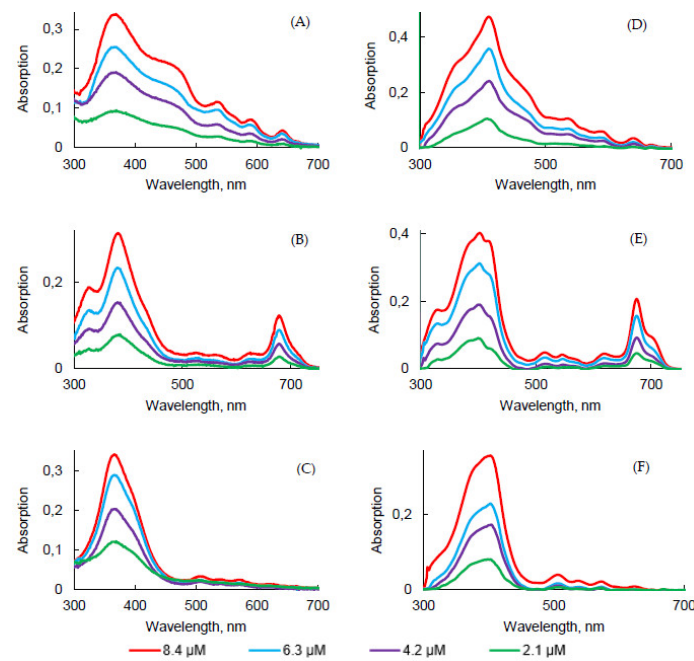 (A)
0,3
0,2
0,1
0
Absorption
300 400 500 600 700
Wavelength, nm
(D)
0,4
0,2
0
Absorption
300 500 700
Wavelength, nm
(B)
0,2
0
Absorption
300 500 700
Wavelength, nm
(E)
0,4
0,2
0
Absorption
300 500 700
Wavelength, nm
(C)
0,3
0,2
0,1
0
Absorption
300 400 500 600 700
Wavelength, nm
(F)
0,2
0
Absorption
300 500 700
Wavelength, nm
8.4 µM 6.3 µM 4.2 µM 2.1 µM